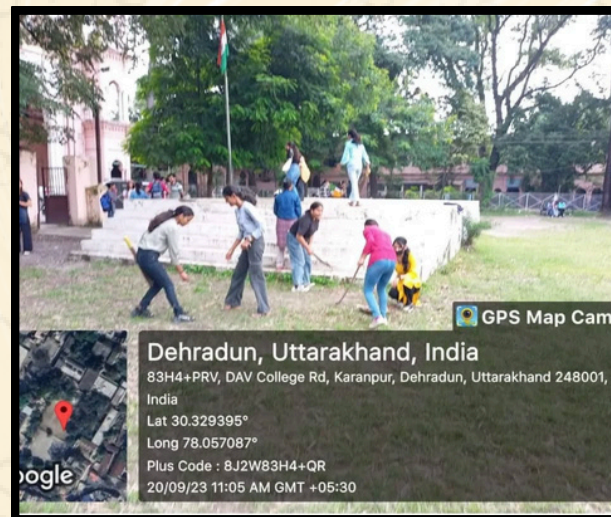 GPS Map Cam
Dehradun, Uttarakhand, India
83H4+PRV, DAV College Rd, Karanpur, Dehradun, Uttarakhand 248001,
India
Lat 30.329395°
Long 78.057087°
Plus Code : 8J2W83H4+QR
20/09/23 11:05 AM GMT +05:30
oogle